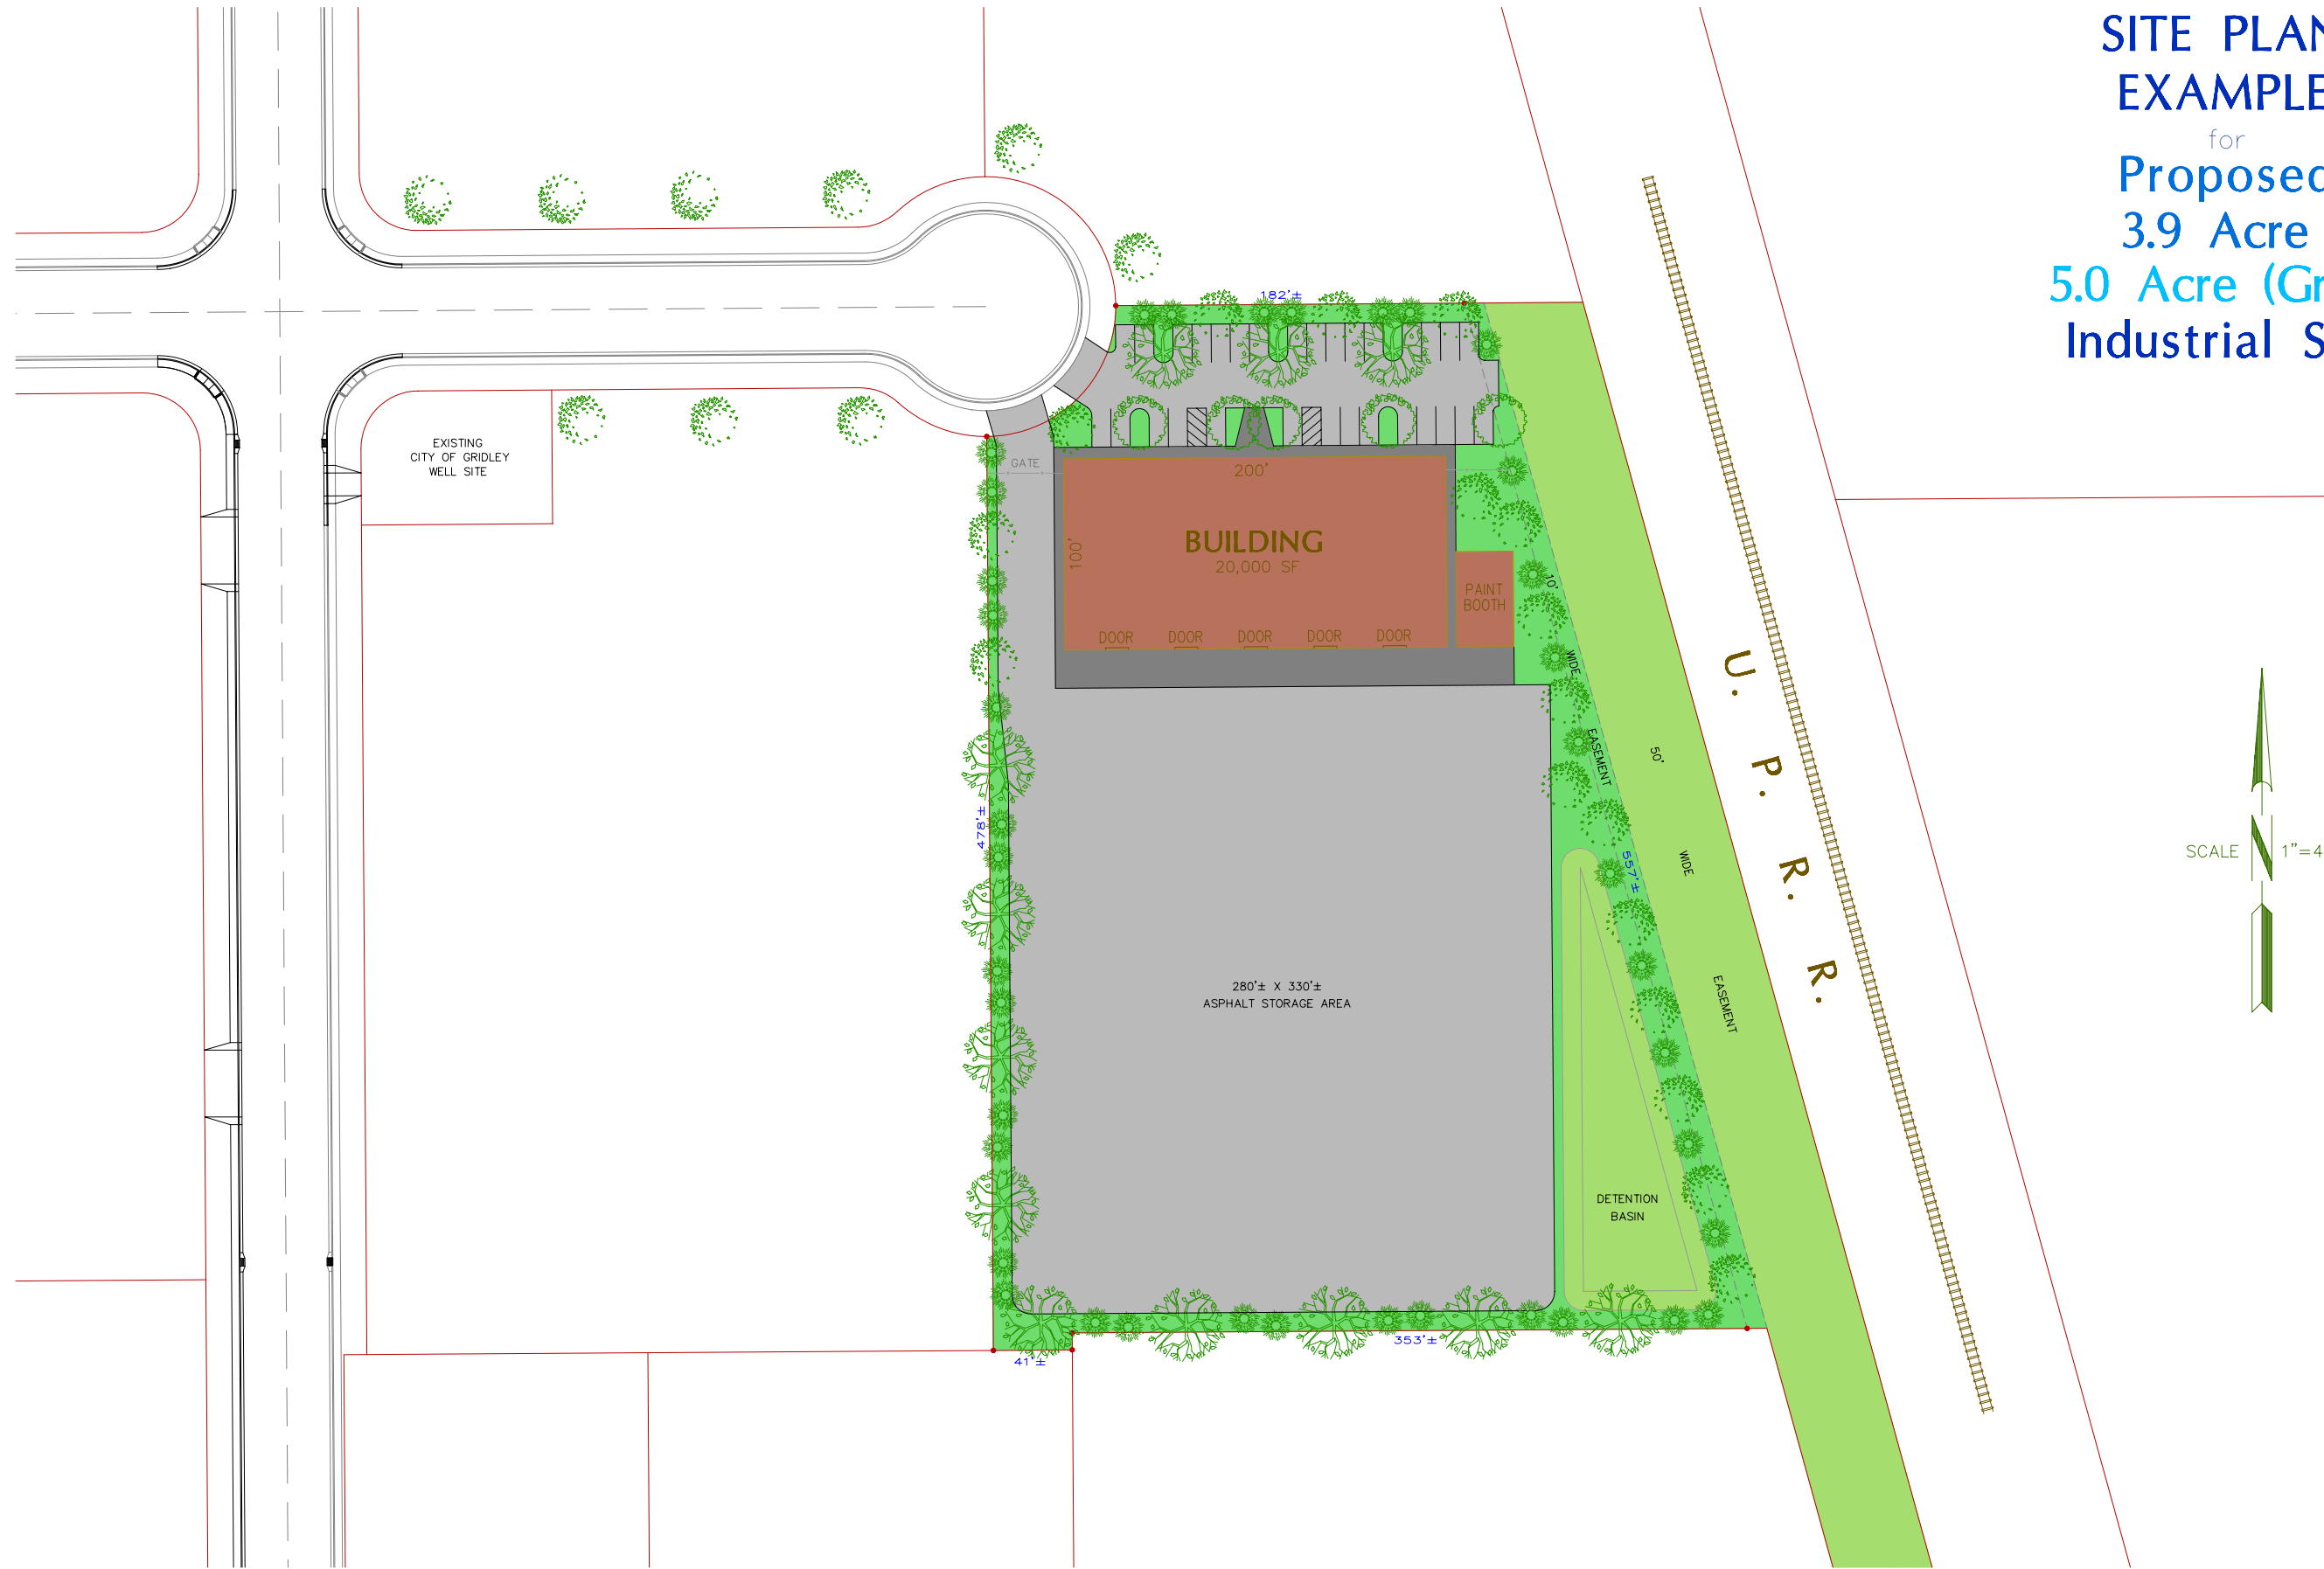 SITE PLAN
EXAMPLE
for
Proposed
3.9 Acre
5.0 Acre (Gr
Industrial S
182'±
EXISTING
CITY OF GRIDLEY
WELL SITE
GATE
200'
100'
BUILDING
20,000 SF
PAINT
BOOTH
DOOR DOOR DOOR DOOR DOOR
10'
WIDE
EASEMENT
50'
WIDE
EASEMENT
U. P. R. R.
478'±
557'±
SCALE N 1"=4
280'± X 330'±
ASPHALT STORAGE AREA
DETENTION
BASIN
353'±
41'±